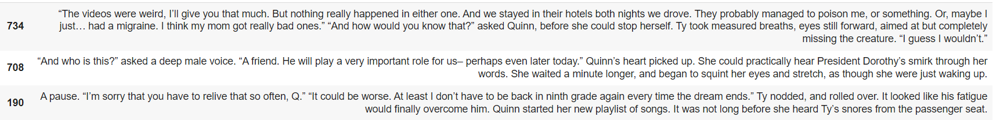 “The videos were weird, I’ll give you that much. But nothing really happened in either one. And we stayed in their hotels both nights we drove. They probably managed to poison me, or something. Or, maybe I
734 just… had a migraine. I think my mom got really bad ones.” “And how would you know that?” asked Quinn, before she could stop herself. Ty took measured breaths, eyes still forward, aimed at but completely
missing the creature. “I guess I wouldn’t.”
708 “And who is this?” asked a deep male voice. “A friend. He will play a very important role for us– perhaps even later today.” Quinn’s heart picked up. She could practically hear President Dorothy’s smirk through her
words. She waited a minute longer, and began to squint her eyes and stretch, as though she were just waking up.
190 A pause. “I’m sorry that you have to relive that so often, Q.” “It could be worse. At least I don’t have to be back in ninth grade again every time the dream ends.” Ty nodded, and rolled over. It looked like his fatigue
would finally overcome him. Quinn started her new playlist of songs. It was not long before she heard Ty’s snores from the passenger seat.